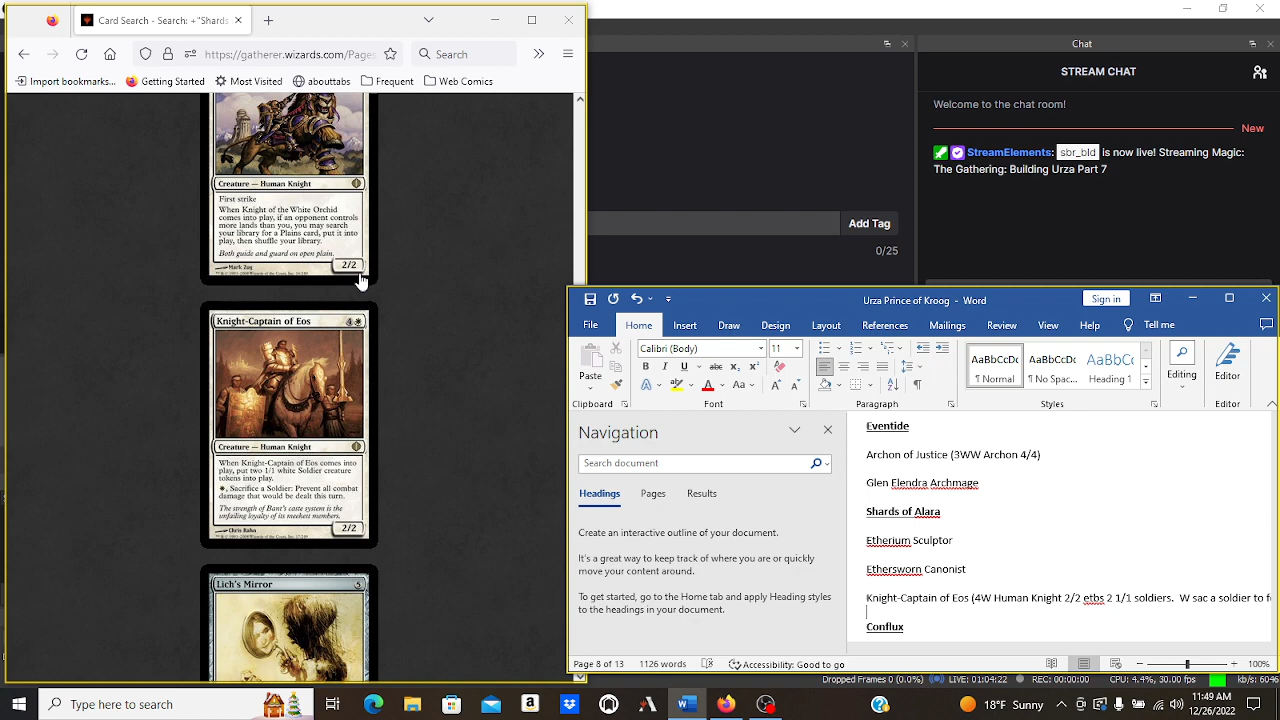 Card Search - Search: +"Shards
https://gatherer.wizards.com/Pages
Search
Import bookmarks...
Getting Started
Most Visited
abouttabs
Frequent
Web Comics
Creature — Human Knight
First strike
When Knight of the White Orchid
comes into play, if an opponent controls
more lands than you, you may search
your library for a Plains card, put it into
play, then shuffle your library.
Both guide and guard on open plain.
Mark Zug
2/2
Knight-Captain of Eos
4
Creature — Human Knight
When Knight-Captain of Eos comes into
play, put two 1/1 white Soldier creature
tokens into play.
, Sacrifice a Soldier: Prevent all combat
damage that would be dealt this turn.
The strength of Bant's caste system is the
unfailing loyalty of its meekest members.
Chris Rahn
2/2
Lich's Mirror
5
Chat
STREAM CHAT
Welcome to the chat room!
New
StreamElements: sbr_bld is now live! Streaming Magic:
The Gathering: Building Urza Part 7
Add Tag
0/25
Urza Prince of Kroog - Word
Sign in
File
Home
Insert
Draw
Design
Layout
References
Mailings
Review
View
Help
Tell me
Paste
Calibri (Body)
11
AaBbCcDc
AaBbCcDc
AaBbCc
¶ Normal
¶ No Spac...
Heading 1
Editing
Editor
Clipboard
Font
Paragraph
Styles
Editor
Navigation
Search document
Headings
Pages
Results
Create an interactive outline of your document.
It's a great way to keep track of where you are or quickly
move your content around.
To get started, go to the Home tab and apply Heading styles
to the headings in your document.
Eventide
Archon of Justice (3WW Archon 4/4)
Glen Elendra Archmage
Shards of Alara
Etherium Sculptor
Ethersworn Canonist
Knight-Captain of Eos (4W Human Knight 2/2 etbs 2 1/1 soldiers. W sac a soldier to f
Conflux
Page 8 of 13
1126 words
Accessibility: Good to go
100%
Dropped Frames 0 (0.0%)
LIVE: 01:04:22
REC: 00:00:00
CPU: 4.4%, 30.00 fps
kb/s: 6046
Type here to search
18°F Sunny
11:49 AM
12/26/2022